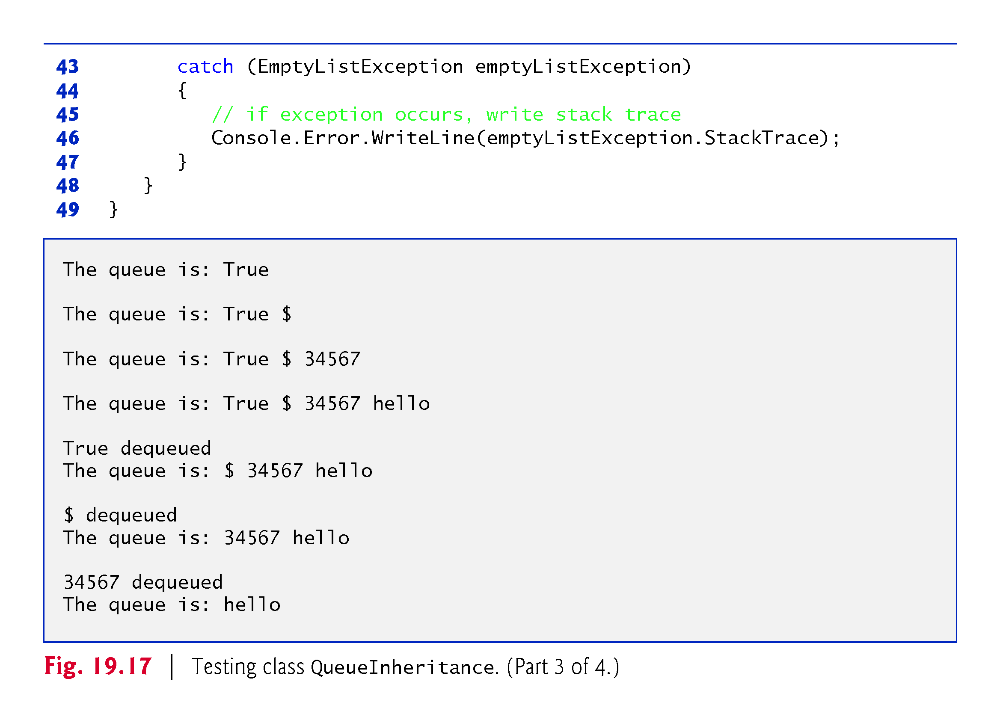 43 catch (EmptyListException emptyListException)
44 {
45 // if exception occurs, write stack trace
46 Console.Error.WriteLine(emptyListException.StackTrace);
47 }
48 }
49 }
The queue is: True
The queue is: True $
The queue is: True $ 34567
The queue is: True $ 34567 hello
True dequeued
The queue is: $ 34567 hello
$ dequeued
The queue is: 34567 hello
34567 dequeued
The queue is: hello
Fig. 19.17 | Testing class QueueInheritance. (Part 3 of 4.)